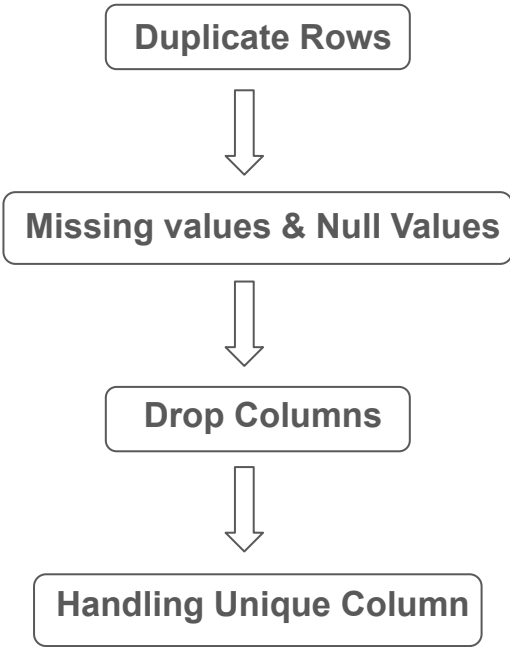 Duplicate Rows
Missing values & Null Values
Drop Columns
Handling Unique Column